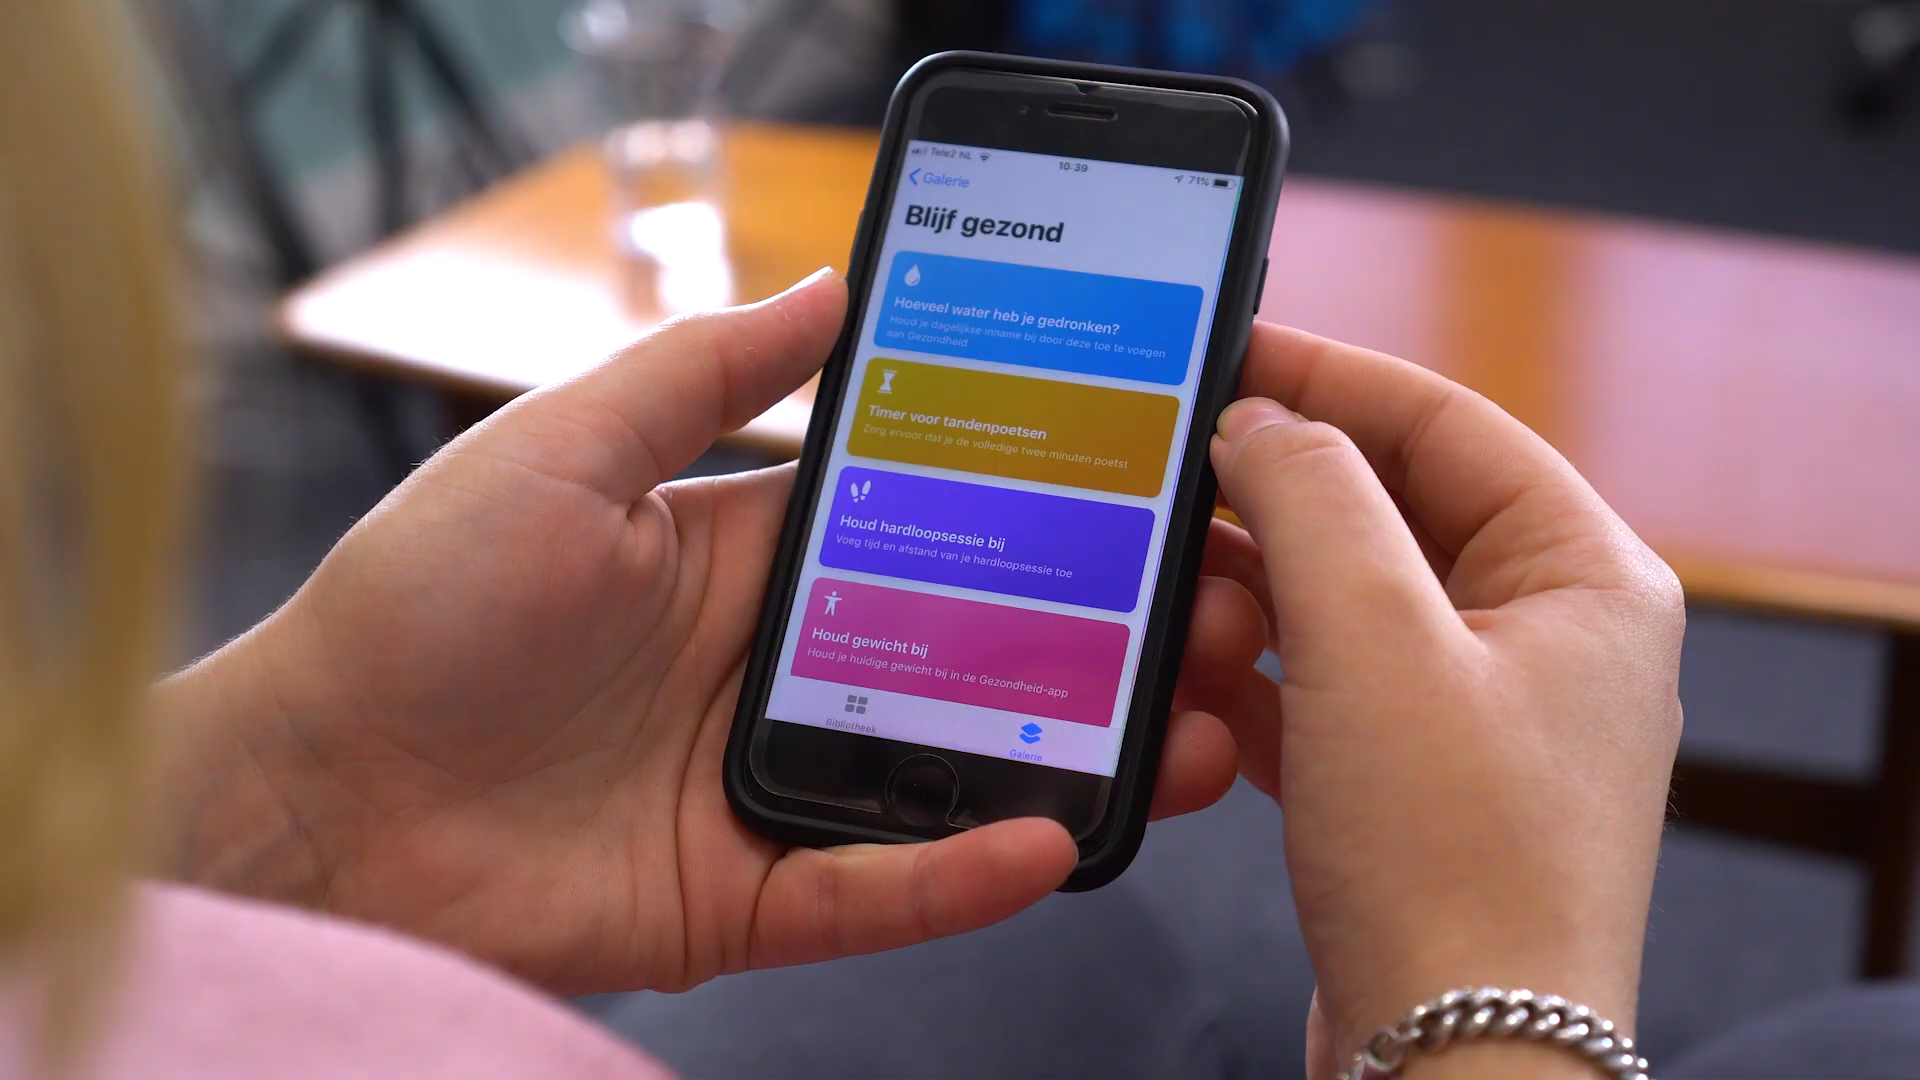 Tele2 NL 10:39 71%
Galerie
Blijf gezond
Hoeveel water heb je gedronken?
Houd je dagelijkse inname bij door deze toe te voegen
aan Gezondheid
Timer voor tandenpoetsen
Zorg ervoor dat je de volledige twee minuten poetst
Houd hardloopsessie bij
Voeg tijd en afstand van je hardloopsessie toe
Houd gewicht bij
Houd je huidige gewicht bij in de Gezondheid-app
Bibliotheek Galerie